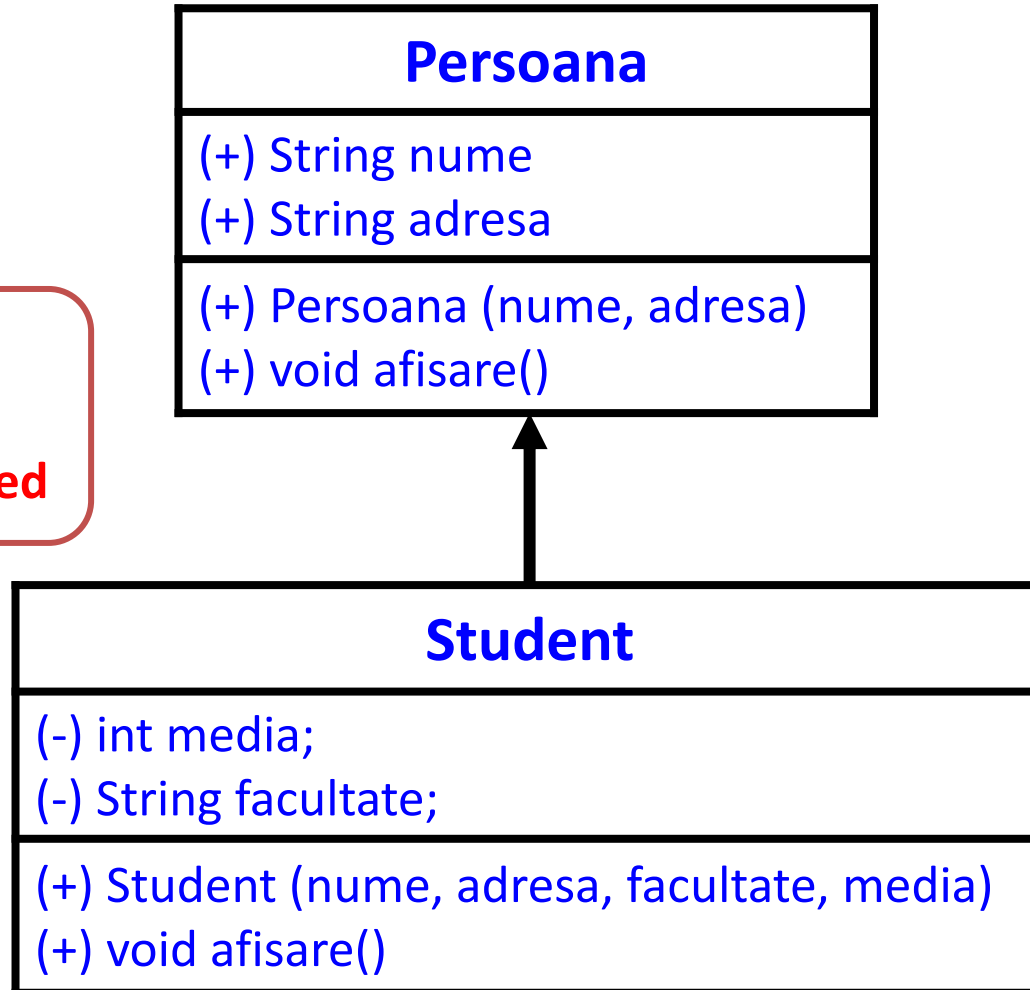 Persoana
(+) String nume
(+) String adresa
(+) Persoana (nume, adresa)
(+) void afisare()
ed
Student
(-) int media;
(-) String facultate;
(+) Student (nume, adresa, facultate, media)
(+) void afisare()